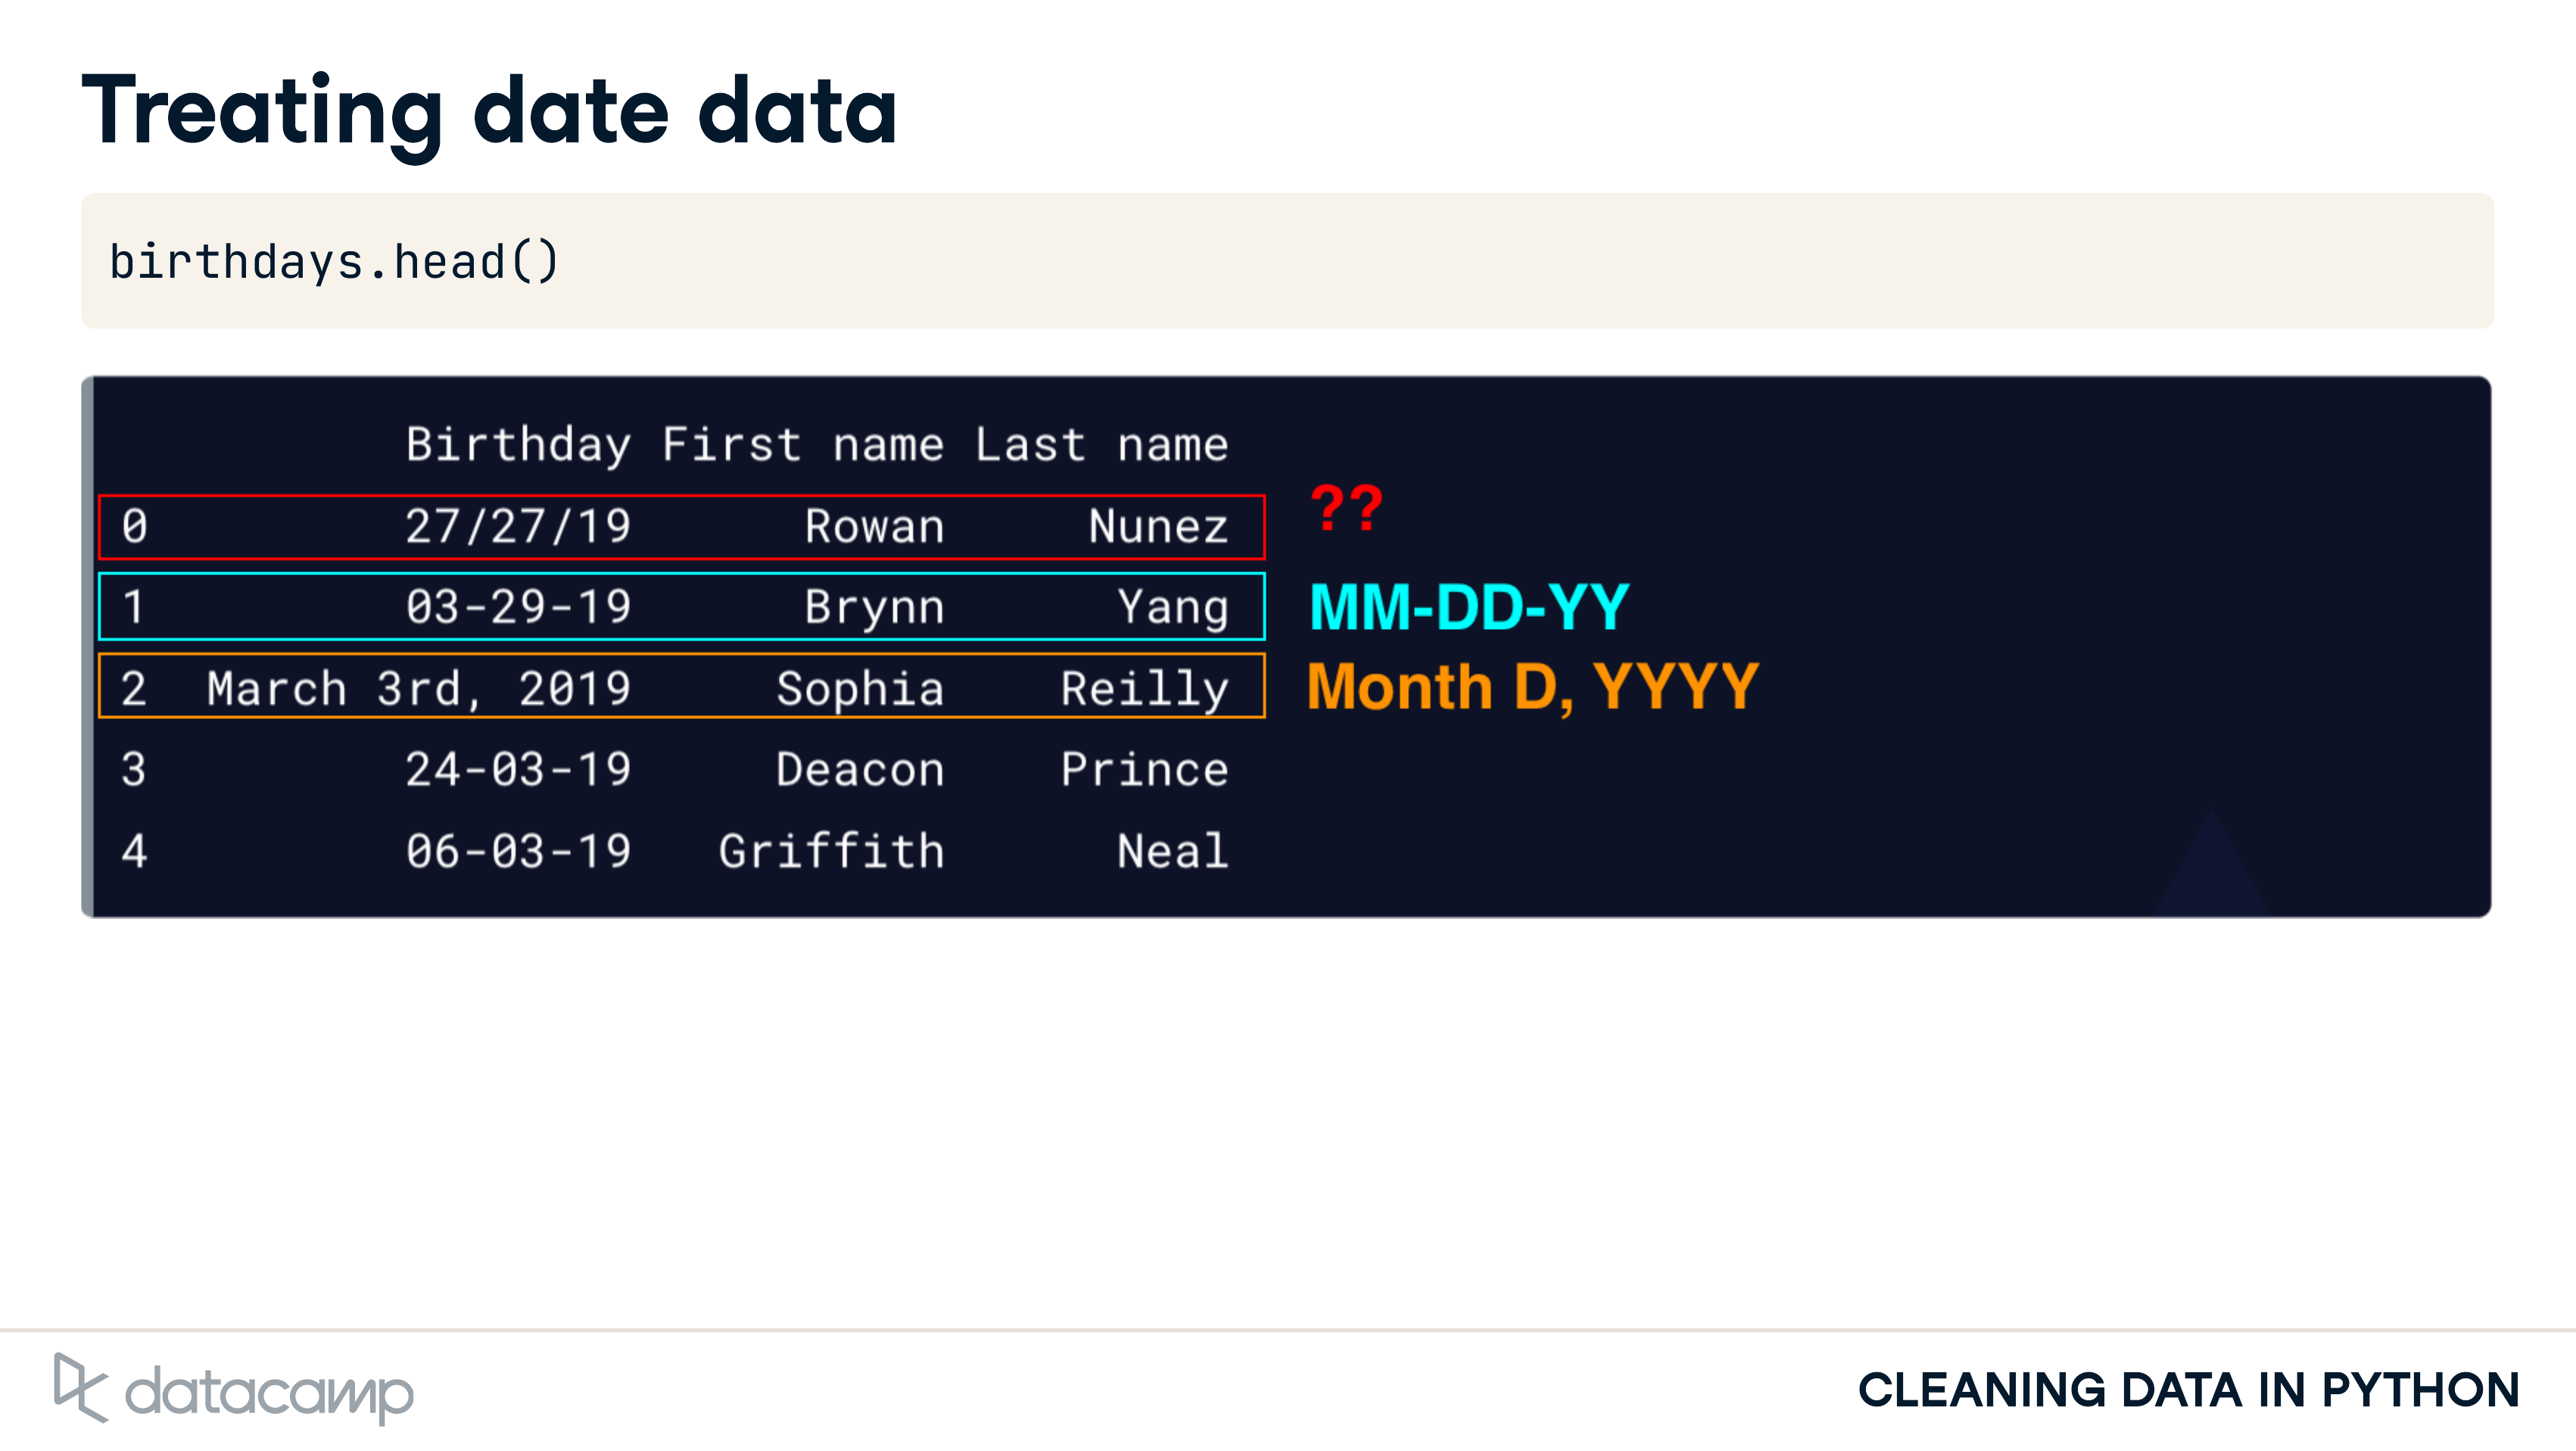 Treating date data
birthdays.head()
Birthday First name Last name
0 27/27/19 Rowan Nunez ??
1 03-29-19 Brynn Yang MM-DD-YY
2 March 3rd, 2019 Sophia Reilly Month D, YYYY
3 24-03-19 Deacon Prince
4 06-03-19 Griffith Neal
datacamp
CLEANING DATA IN PYTHON